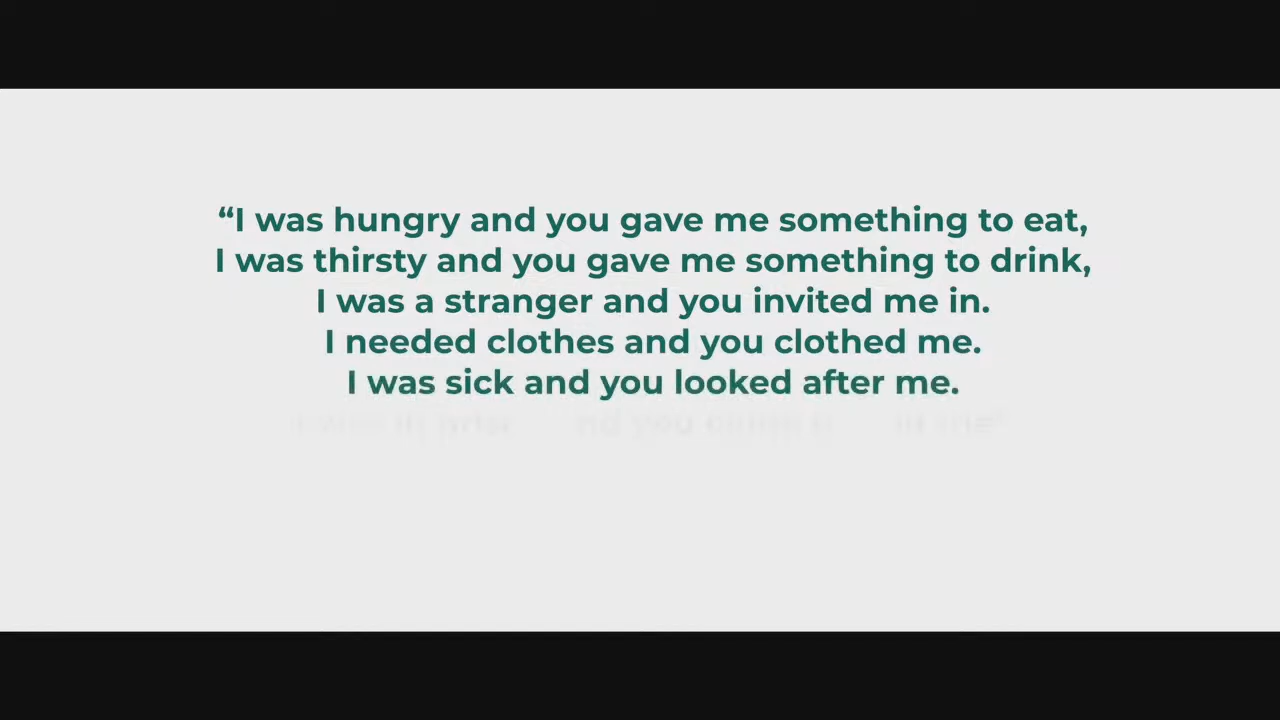 “I was hungry and you gave me something to eat,
I was thirsty and you gave me something to drink,
I was a stranger and you invited me in.
I needed clothes and you clothed me.
I was sick and you looked after me.